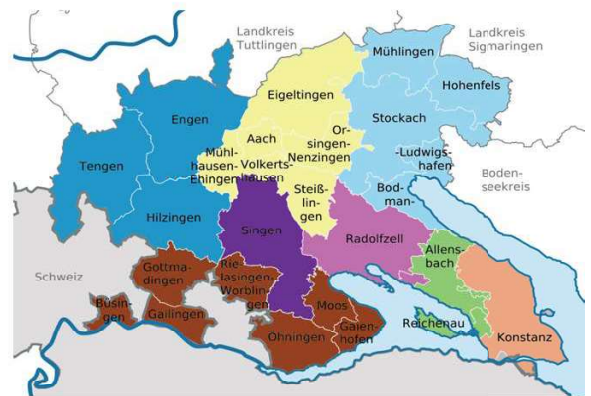 Landkreis
Tuttlingen
Landkreis
Sigmaringen
Mühlingen
Hohenfels
Eigeltingen
Engen
Stockach
Aach
Or-
singen-
Nenzingen
Mühl-
hausen-
Ehingen
Volkerts-
hausen
-Ludwigs-
hafen
Boden-
seekreis
Tengen
Steißlin-
gen
Bod-
man-
Hilzingen
Singen
Radolfzell
Allens-
bach
Schweiz
Gottma-
dingen
Rie-
lasingen-
Worblin-
gen
Büsin-
gen
Gailingen
Moos
Reichenau
Öhningen
Gaien-
hofen
Konstanz